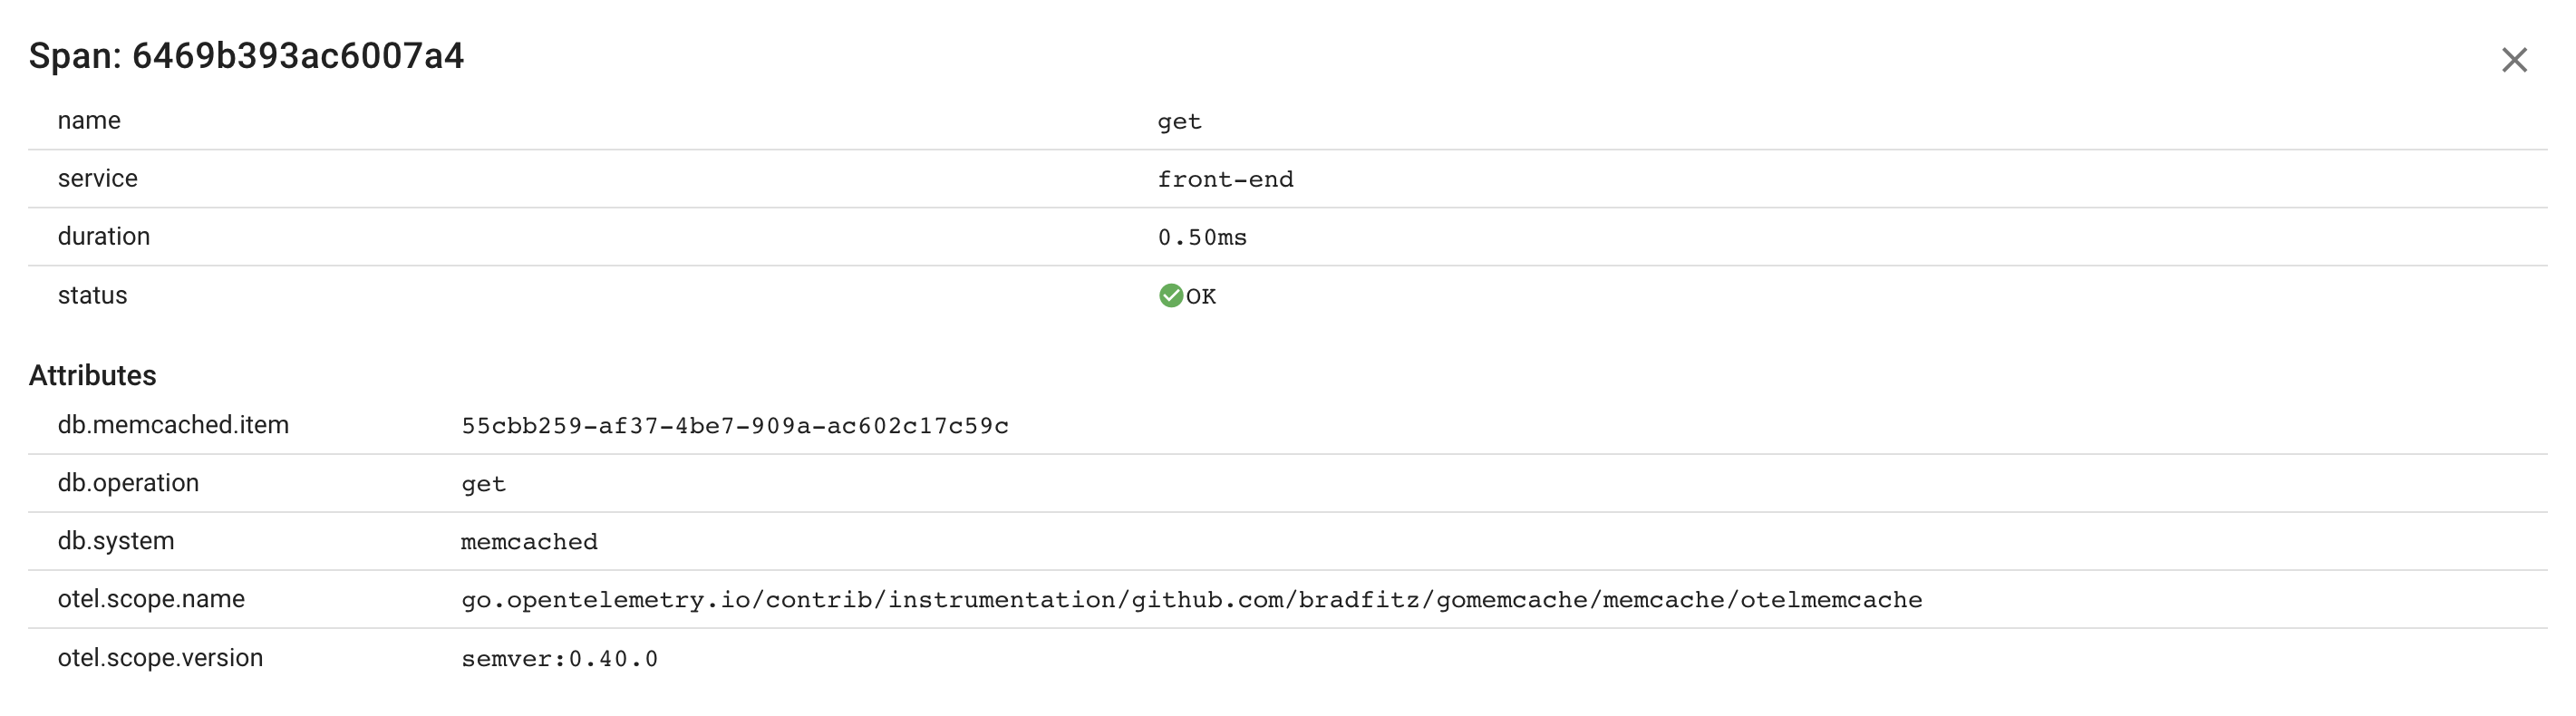 Span: 6469b393ac6007a4
name get
service front-end
duration 0.50ms
status OK
Attributes
db.memcached.item 55cbb259-af37-4be7-909a-ac602c17c59c
db.operation get
db.system memcached
otel.scope.name go.opentelemetry.io/contrib/instrumentation/github.com/bradfitz/gomemcache/memcache/otelmemcache
otel.scope.version semver:0.40.0